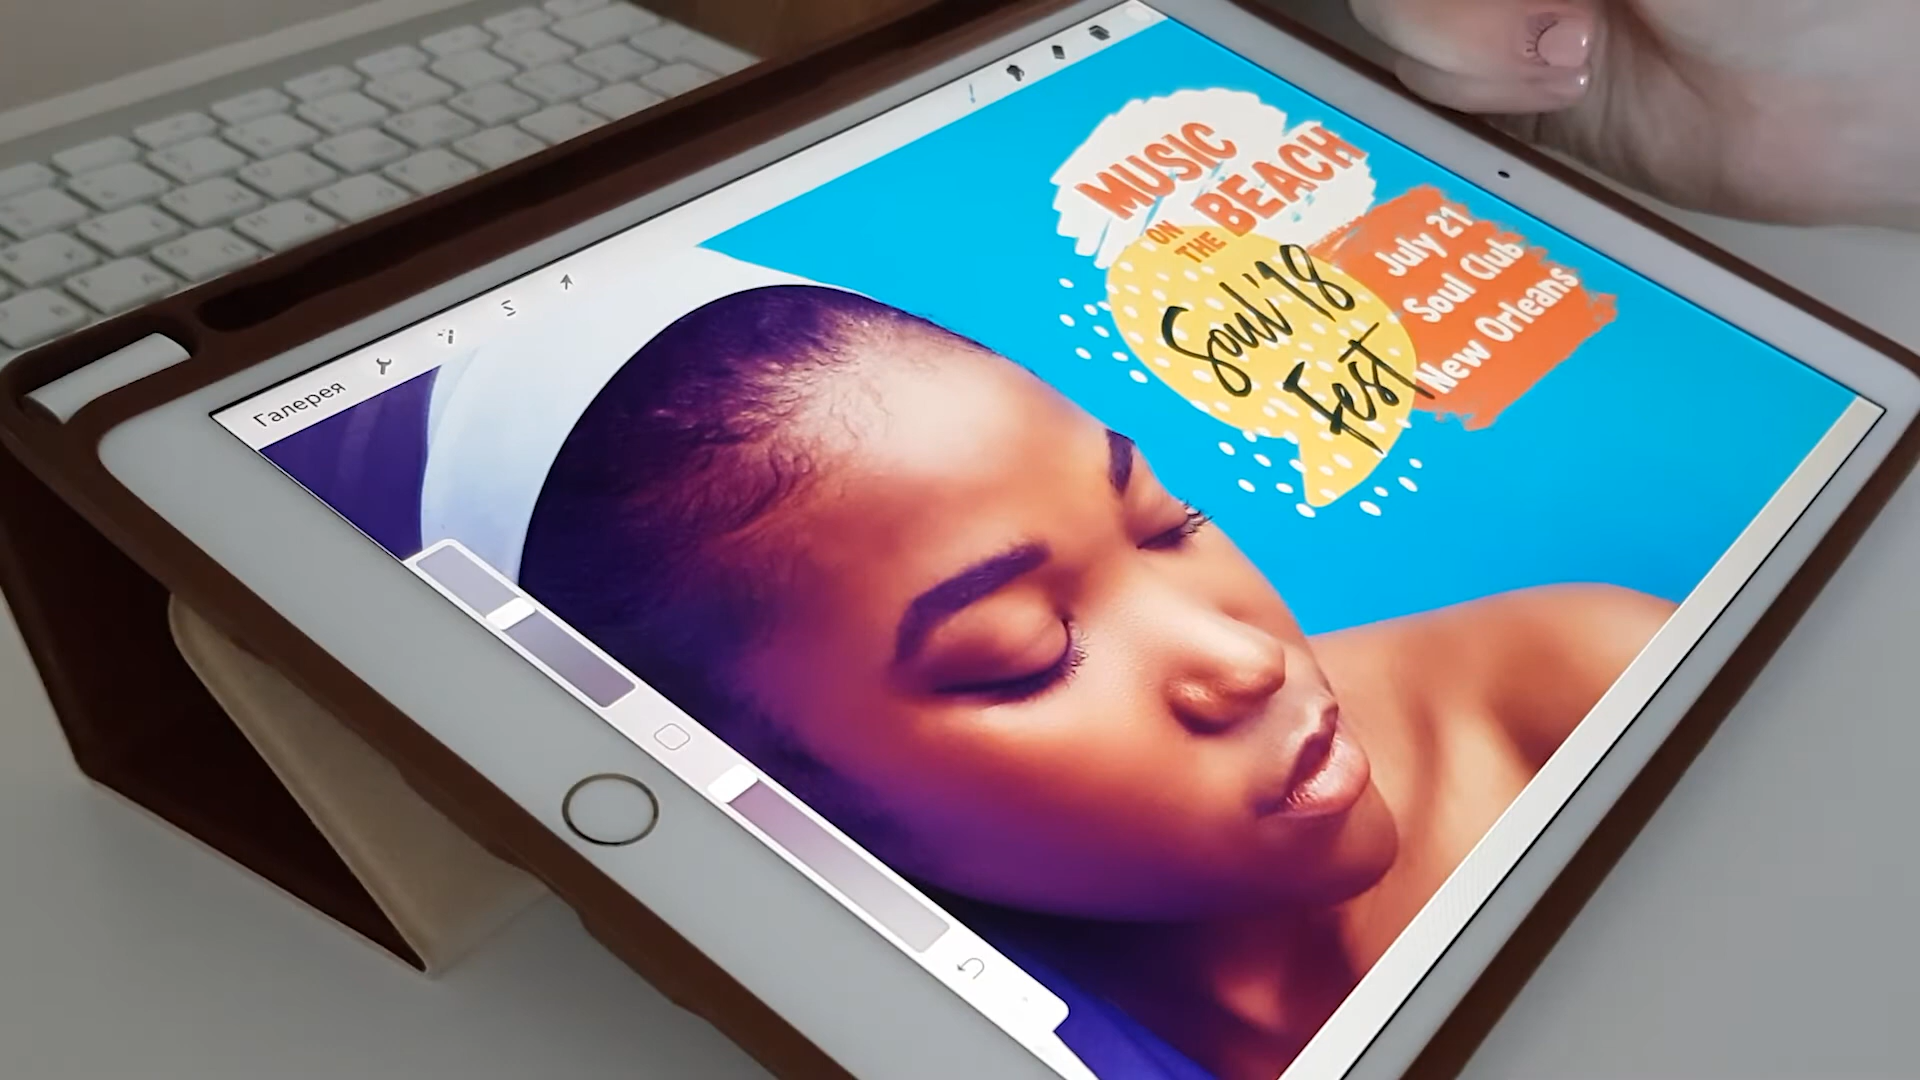 Галерея
MUSIC
ON THE BEACH
Soul'18
Fest
July 21
Soul Club
New Orleans